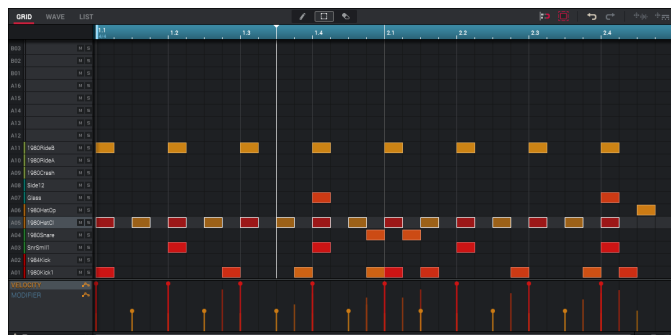 GRID WAVE LIST
1.1 1.2 1.3 1.4 2.1 2.2 2.3 2.4
B03 M S
B02 M S
B01 M S
A16 M S
A15 M S
A14 M S
A13 M S
A12 M S
A11 1980RideB M S
A10 1980RideA M S
A09 1980Crash M S
A08 Side12 M S
A07 Glass M S
A06 1980HatOp M S
A05 1980HatCl M S
A04 1980Snare M S
A03 SnrSmll1 M S
A02 1984Kick M S
A01 1980Kick1 M S
VELOCITY
MODIFIER